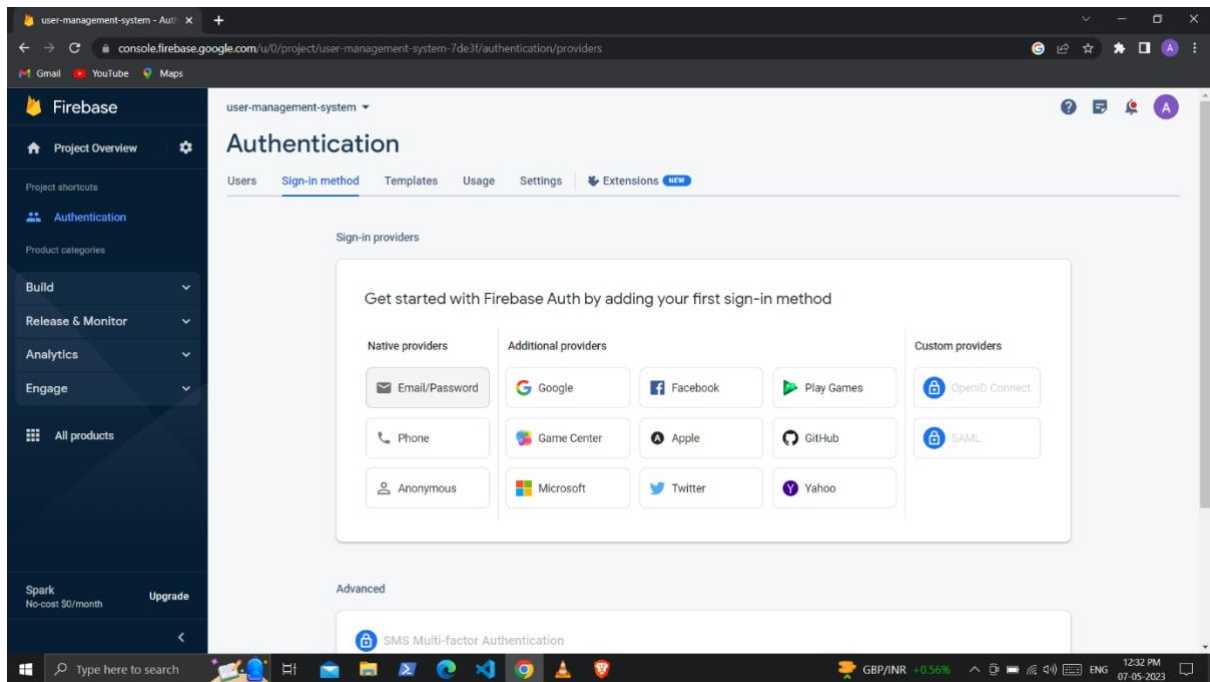 user-management-system - Auth
console.firebase.google.com/u/0/project/user-management-system-7de3f/authentication/providers
Gmail YouTube Maps
Firebase
user-management-system
A
Authentication
Project Overview
Users Sign-in method Templates Usage Settings Extensions NEW
Project shortcuts
Authentication
Product categories
Build
Release & Monitor
Analytics
Engage
All products
Sign-in providers
Get started with Firebase Auth by adding your first sign-in method
Native providers Additional providers Custom providers
Email/Password Google Facebook Play Games OpenID Connect
Phone Game Center Apple GitHub SAML
Anonymous Microsoft Twitter Yahoo
Spark
No-cost $0/month
Upgrade
Advanced
SMS Multi-factor Authentication
Type here to search
GBP/INR +0.56%
ENG
12:32 PM
07-05-2023